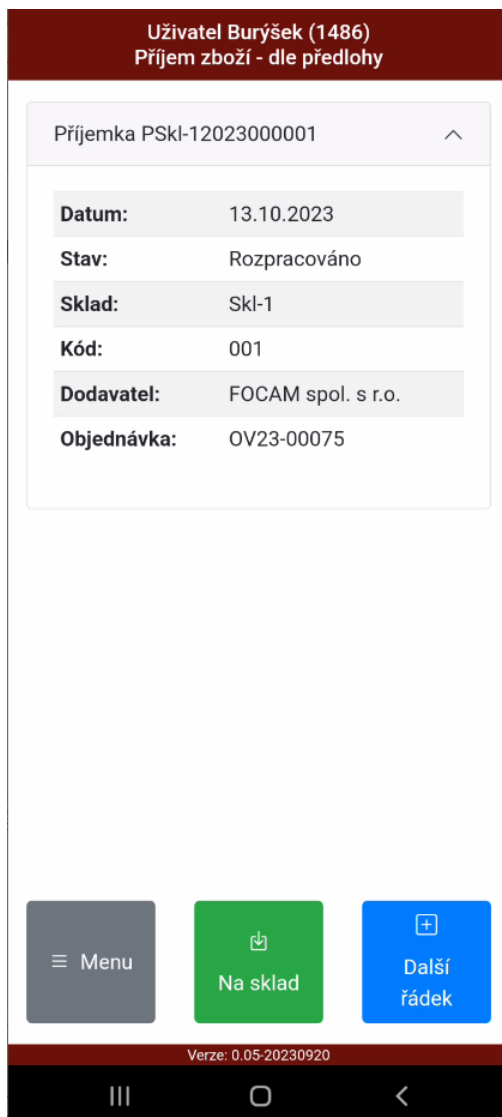 Uživatel Burýšek (1486)
Příjem zboží - dle předlohy
Příjemka PSkl-12023000001
Datum: 13.10.2023
Stav: Rozpracováno
Sklad: Skl-1
Kód: 001
Dodavatel: FOCAM spol. s r.o.
Objednávka: OV23-00075
Menu
Na sklad
Další
řádek
Verze: 0.05-20230920